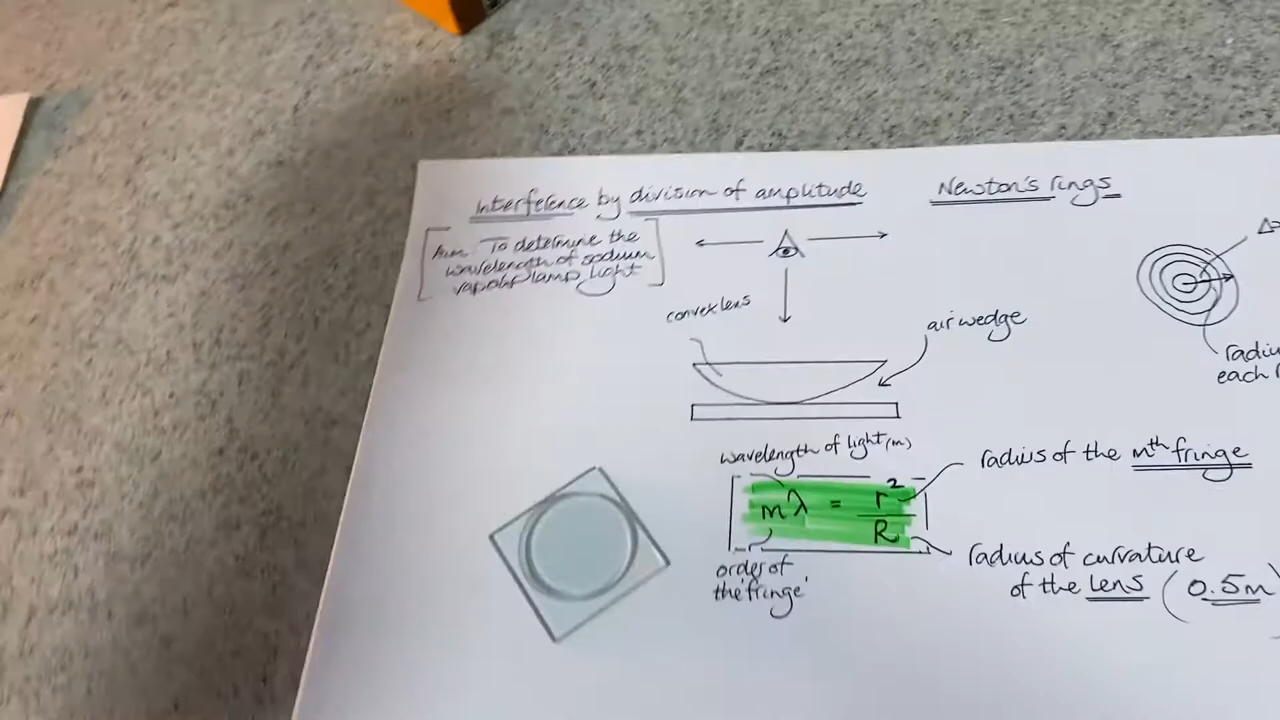 Interference by division of amplitude
Newton's rings
Aim To determine the
wavelength of sodium
vapour lamp light
convex lens
air wedge
radius
each
wavelength of light (m)
mλ = r²/R
radius of the mth fringe
order of
the 'fringe'
radius of curvature
of the lens (0.5m)